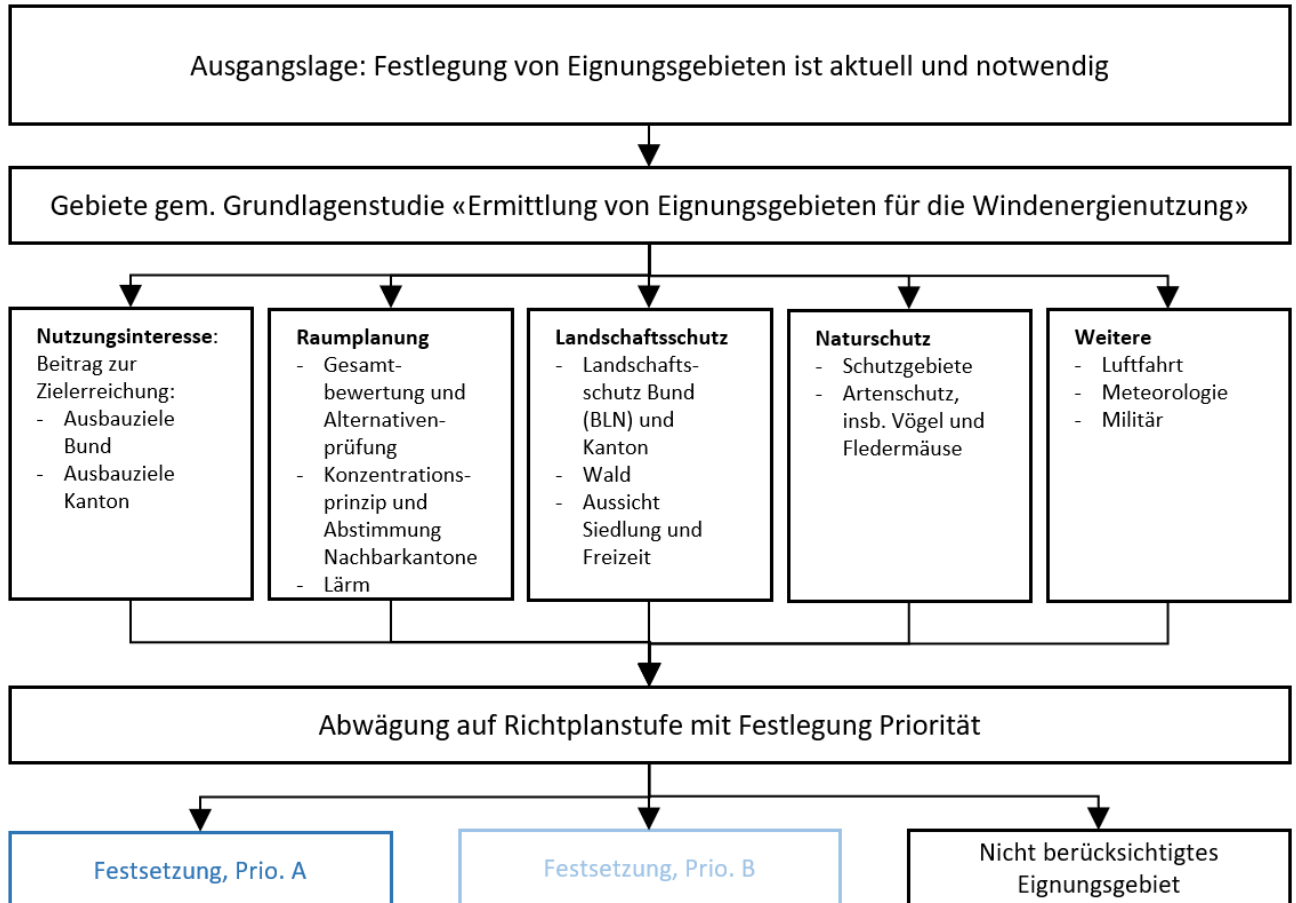 Ausgangslage: Festlegung von Eignungsgebieten ist aktuell und notwendig
Gebiete gem. Grundlagenstudie «Ermittlung von Eignungsgebieten für die Windenergienutzung»
Nutzungsinteresse:
Beitrag zur
Zielerreichung:
- Ausbauziele
Bund
- Ausbauziele
Kanton
Raumplanung
- Gesamt-
bewertung und
Alternativen-
prüfung
- Konzentrations-
prinzip und
Abstimmung
Nachbarkantone
- Lärm
Landschaftsschutz
- Landschafts-
schutz Bund
(BLN) und
Kanton
- Wald
- Aussicht
Siedlung und
Freizeit
Naturschutz
- Schutzgebiete
- Artenschutz,
insb. Vögel und
Fledermäuse
Weitere
- Luftfahrt
- Meteorologie
- Militär
Abwägung auf Richtplanstufe mit Festlegung Priorität
Festsetzung, Prio. A
Festsetzung, Prio. B
Nicht berücksichtigtes
Eignungsgebiet